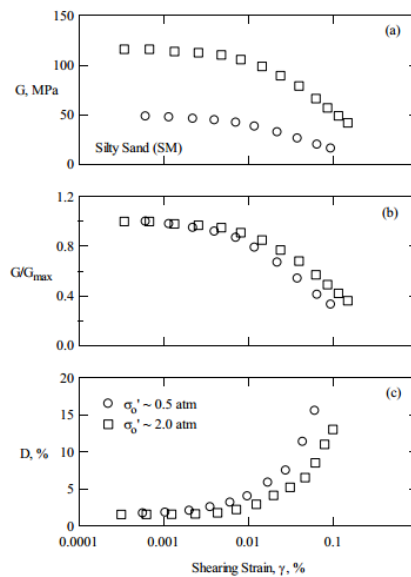 (a)
150
100
G, MPa
50
Silty Sand (SM)
0
1.2
(b)
0.8
G/Gmax
0.4
0.0
20
(c)
σo' ~ 0.5 atm
15
σo' ~ 2.0 atm
D, %
10
5
0
0.0001 0.001 0.01 0.1 1
Shearing Strain, γ, %